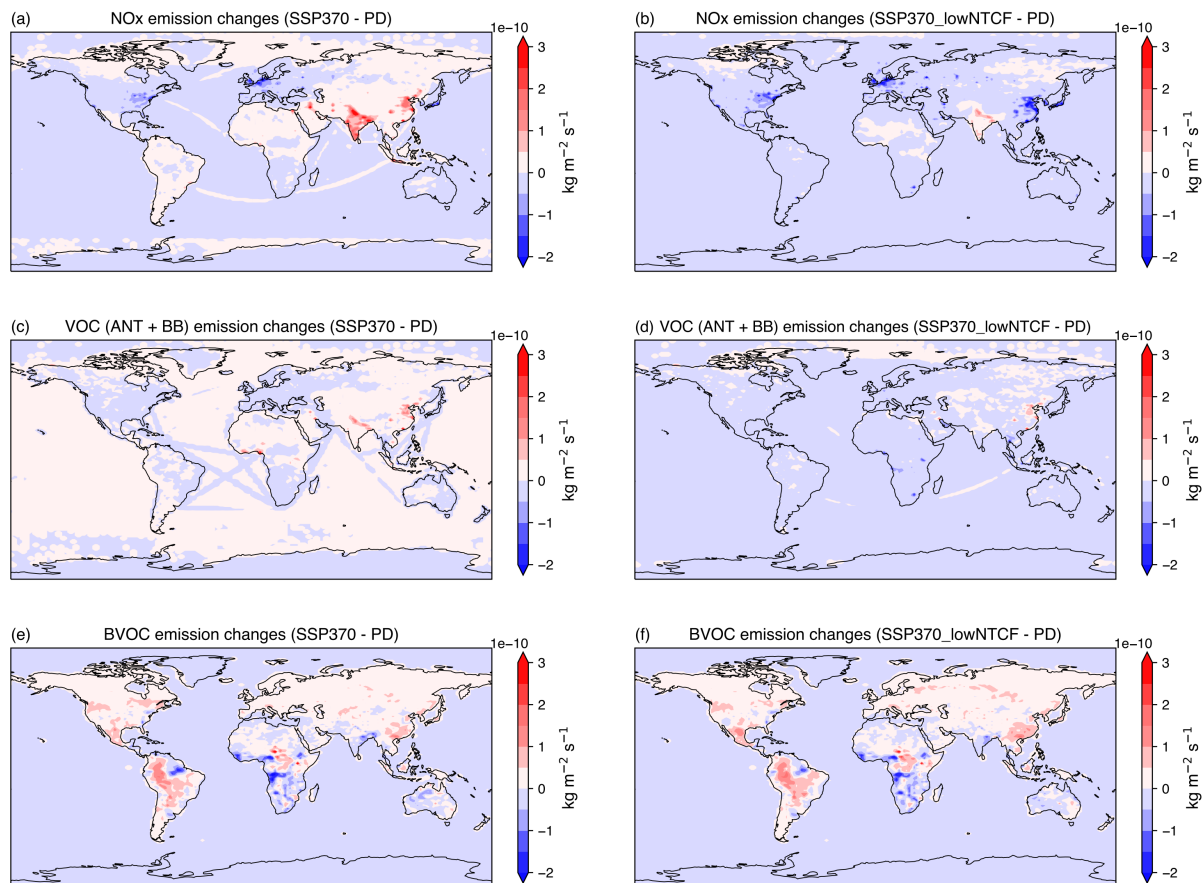 (a) NOx emission changes (SSP370 - PD)
1e−10
3
2
1
0
−1
−2
kg m−2 s−1
(b) NOx emission changes (SSP370_lowNTCF - PD)
1e−10
3
2
1
0
−1
−2
kg m−2 s−1
(c) VOC (ANT + BB) emission changes (SSP370 - PD)
1e−10
3
2
1
0
−1
−2
kg m−2 s−1
(d) VOC (ANT + BB) emission changes (SSP370_lowNTCF - PD)
1e−10
3
2
1
0
−1
−2
kg m−2 s−1
(e) BVOC emission changes (SSP370 - PD)
1e−10
3
2
1
0
−1
−2
kg m−2 s−1
(f) BVOC emission changes (SSP370_lowNTCF - PD)
1e−10
3
2
1
0
−1
−2
kg m−2 s−1